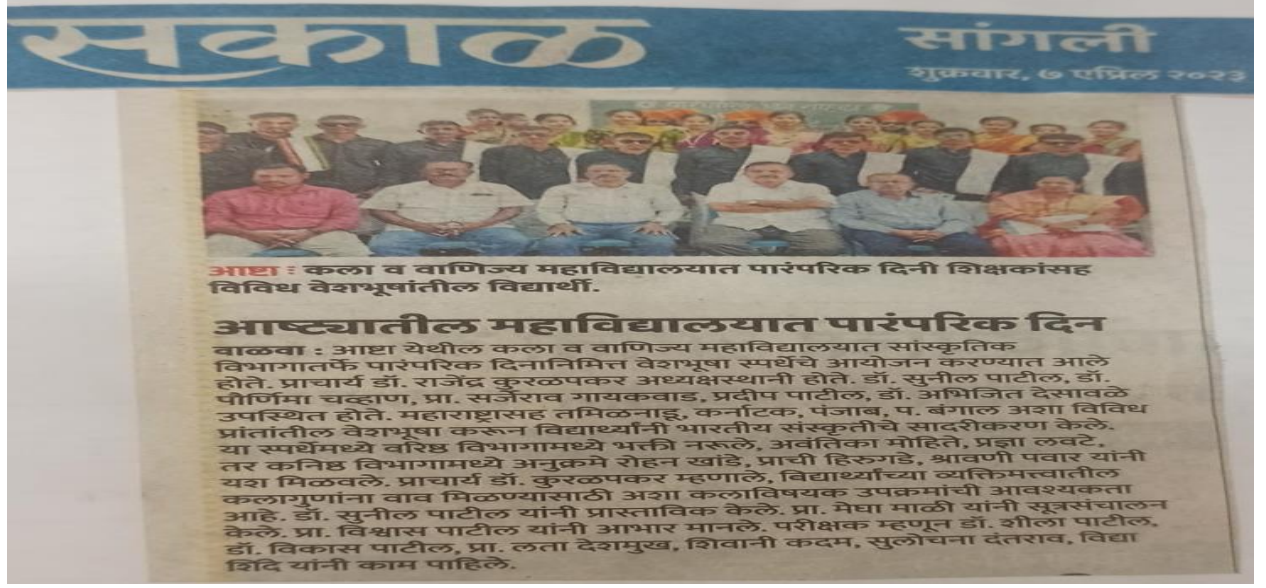 सकाळ
सांगली
शुक्रवार, ७ एप्रिल २०२३
आष्टा : कला व वाणिज्य महाविद्यालयात पारंपरिक दिनी शिक्षकांसह
विविध वेशभूषांतील विद्यार्थी.
आष्ट्यातील महाविद्यालयात पारंपरिक दिन
वाळवा : आष्टा येथील कला व वाणिज्य महाविद्यालयात सांस्कृतिक
विभागातर्फे पारंपरिक दिनानिमित्त वेशभूषा स्पर्धेचे आयोजन करण्यात आले
होते. प्राचार्य डॉ. राजेंद्र कुरळपकर अध्यक्षस्थानी होते. डॉ. सुनील पाटील, डॉ.
पौर्णिमा चव्हाण, प्रा. सर्जेराव गायकवाड, प्रदीप पाटील, डॉ. अभिजित देसावळे
उपस्थित होते. महाराष्ट्रासह तमिळनाडू, कर्नाटक, पंजाब, प. बंगाल अशा विविध
प्रांतांतील वेशभूषा करून विद्यार्थ्यांनी भारतीय संस्कृतीचे सादरीकरण केले.
या स्पर्धेमध्ये वरिष्ठ विभागामध्ये भक्ती नरूले, अवंतिका मोहिते, प्रज्ञा लवटे,
तर कनिष्ठ विभागामध्ये अनुक्रमे रोहन खांडे, प्राची हिरुगडे, श्रावणी पवार यांनी
यश मिळवले. प्राचार्य डॉ. कुरळपकर म्हणाले, विद्यार्थ्यांच्या व्यक्तिमत्त्वातील
कलागुणांना वाव मिळण्यासाठी अशा कलाविषयक उपक्रमांची आवश्यकता
आहे. डॉ. सुनील पाटील यांनी प्रास्ताविक केले. प्रा. मेघा माळी यांनी सूत्रसंचालन
केले. प्रा. विश्वास पाटील यांनी आभार मानले. परीक्षक म्हणून डॉ. शीला पाटील,
डॉ. विकास पाटील, प्रा. लता देशमुख, शिवानी कदम, सुलोचना दंतराव, विद्या
शिंदे यांनी काम पाहिले.